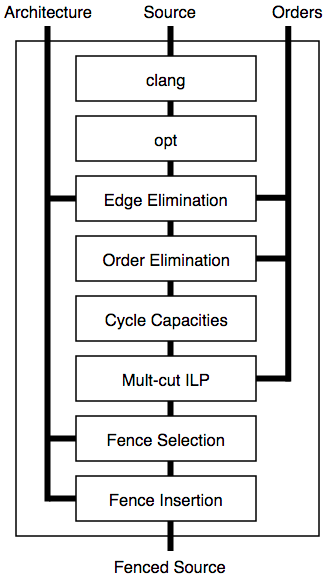 Architecture Source Orders
clang
opt
Edge Elimination
Order Elimination
Cycle Capacities
Mult-cut ILP
Fence Selection
Fence Insertion
Fenced Source